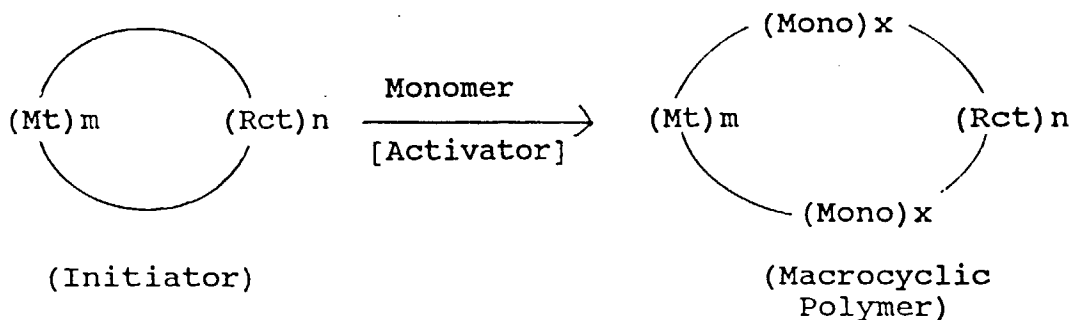 (Mono)x
(Mt)m (Rct)n Monomer (Mt)m (Rct)n
[Activator]
(Mono)x
(Initiator) (Macrocyclic
Polymer)